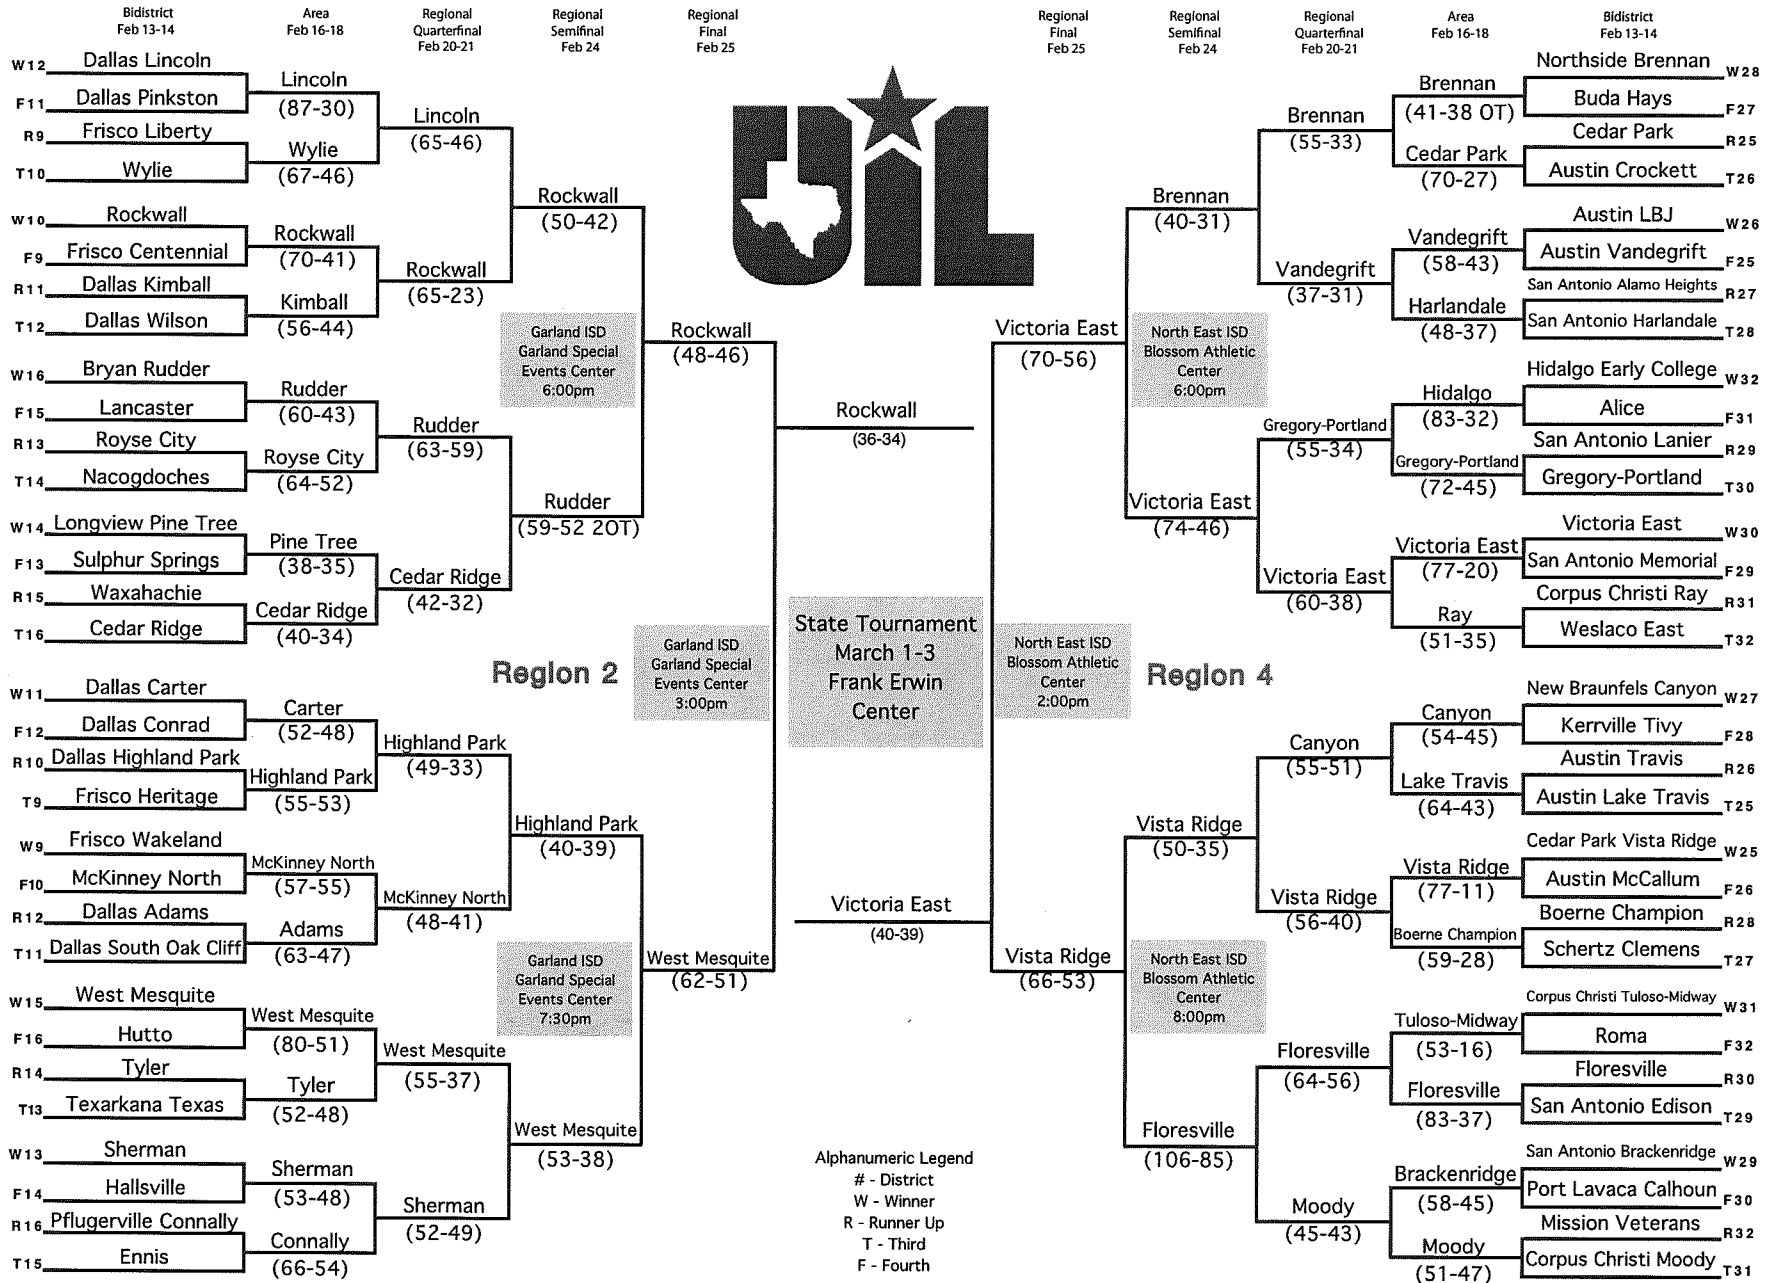 Bidistrict
Feb 13-14
Area
Feb 16-18
Regional
Quarterfinal
Feb 20-21
Regional
Semifinal
Feb 24
Regional
Final
Feb 25
Regional
Final
Feb 25
Regional
Semifinal
Feb 24
Regional
Quarterfinal
Feb 20-21
Area
Feb 16-18
Bidistrict
Feb 13-14
UIL
W12 Dallas Lincoln
F11 Dallas Pinkston
R9 Frisco Liberty
T10 Wylie
W10 Rockwall
F9 Frisco Centennial
R11 Dallas Kimball
T12 Dallas Wilson
W16 Bryan Rudder
F15 Lancaster
R13 Royse City
T14 Nacogdoches
W14 Longview Pine Tree
F13 Sulphur Springs
R15 Waxahachie
T16 Cedar Ridge
W11 Dallas Carter
F12 Dallas Conrad
R10 Dallas Highland Park
T9 Frisco Heritage
W9 Frisco Wakeland
F10 McKinney North
R12 Dallas Adams
T11 Dallas South Oak Cliff
W15 West Mesquite
F16 Hutto
R14 Tyler
T13 Texarkana Texas
W13 Sherman
F14 Hallsville
R16 Pflugerville Connally
T15 Ennis
Lincoln
(87-30)
Wylie
(67-46)
Rockwall
(70-41)
Kimball
(56-44)
Rudder
(60-43)
Royse City
(64-52)
Pine Tree
(38-35)
Cedar Ridge
(40-34)
Carter
(52-48)
Highland Park
(55-53)
McKinney North
(57-55)
Adams
(63-47)
West Mesquite
(80-51)
Tyler
(52-48)
Sherman
(53-48)
Connally
(66-54)
Lincoln
(65-46)
Rockwall
(65-23)
Rudder
(63-59)
Cedar Ridge
(42-32)
Highland Park
(49-33)
McKinney North
(48-41)
West Mesquite
(55-37)
Sherman
(52-49)
Rockwall
(50-42)
Garland ISD
Garland Special
Events Center
6:00pm
Rudder
(59-52 2OT)
Region 2
Highland Park
(40-39)
Garland ISD
Garland Special
Events Center
7:30pm
West Mesquite
(53-38)
Rockwall
(48-46)
Garland ISD
Garland Special
Events Center
3:00pm
West Mesquite
(62-51)
Rockwall
(36-34)
State Tournament
March 1-3
Frank Erwin
Center
Victoria East
(40-39)
Alphanumeric Legend
# - District
W - Winner
R - Runner Up
T - Third
F - Fourth
Victoria East
(70-56)
North East ISD
Blossom Athletic
Center
2:00pm
Vista Ridge
(66-53)
Brennan
(40-31)
North East ISD
Blossom Athletic
Center
6:00pm
Victoria East
(74-46)
Region 4
Vista Ridge
(50-35)
North East ISD
Blossom Athletic
Center
8:00pm
Floresville
(106-85)
Brennan
(55-33)
Vandegrift
(37-31)
Gregory-Portland
(55-34)
Victoria East
(60-38)
Canyon
(55-51)
Vista Ridge
(56-40)
Floresville
(64-56)
Moody
(45-43)
Brennan
(41-38 OT)
Cedar Park
(70-27)
Vandegrift
(58-43)
Harlandale
(48-37)
Hidalgo
(83-32)
Gregory-Portland
(72-45)
Victoria East
(77-20)
Ray
(51-35)
Canyon
(54-45)
Lake Travis
(64-43)
Vista Ridge
(77-11)
Boerne Champion
(59-28)
Tuloso-Midway
(53-16)
Floresville
(83-37)
Brackenridge
(58-45)
Moody
(51-47)
Northside Brennan W28
Buda Hays F27
Cedar Park R25
Austin Crockett T26
Austin LBJ W26
Austin Vandegrift F25
San Antonio Alamo Heights R27
San Antonio Harlandale T28
Hidalgo Early College W32
Alice F31
San Antonio Lanier R29
Gregory-Portland T30
Victoria East W30
San Antonio Memorial F29
Corpus Christi Ray R31
Weslaco East T32
New Braunfels Canyon W27
Kerrville Tivy F28
Austin Travis R26
Austin Lake Travis T25
Cedar Park Vista Ridge W25
Austin McCallum F26
Boerne Champion R28
Schertz Clemens T27
Corpus Christi Tuloso-Midway W31
Roma F32
Floresville R30
San Antonio Edison T29
San Antonio Brackenridge W29
Port Lavaca Calhoun F30
Mission Veterans R32
Corpus Christi Moody T31